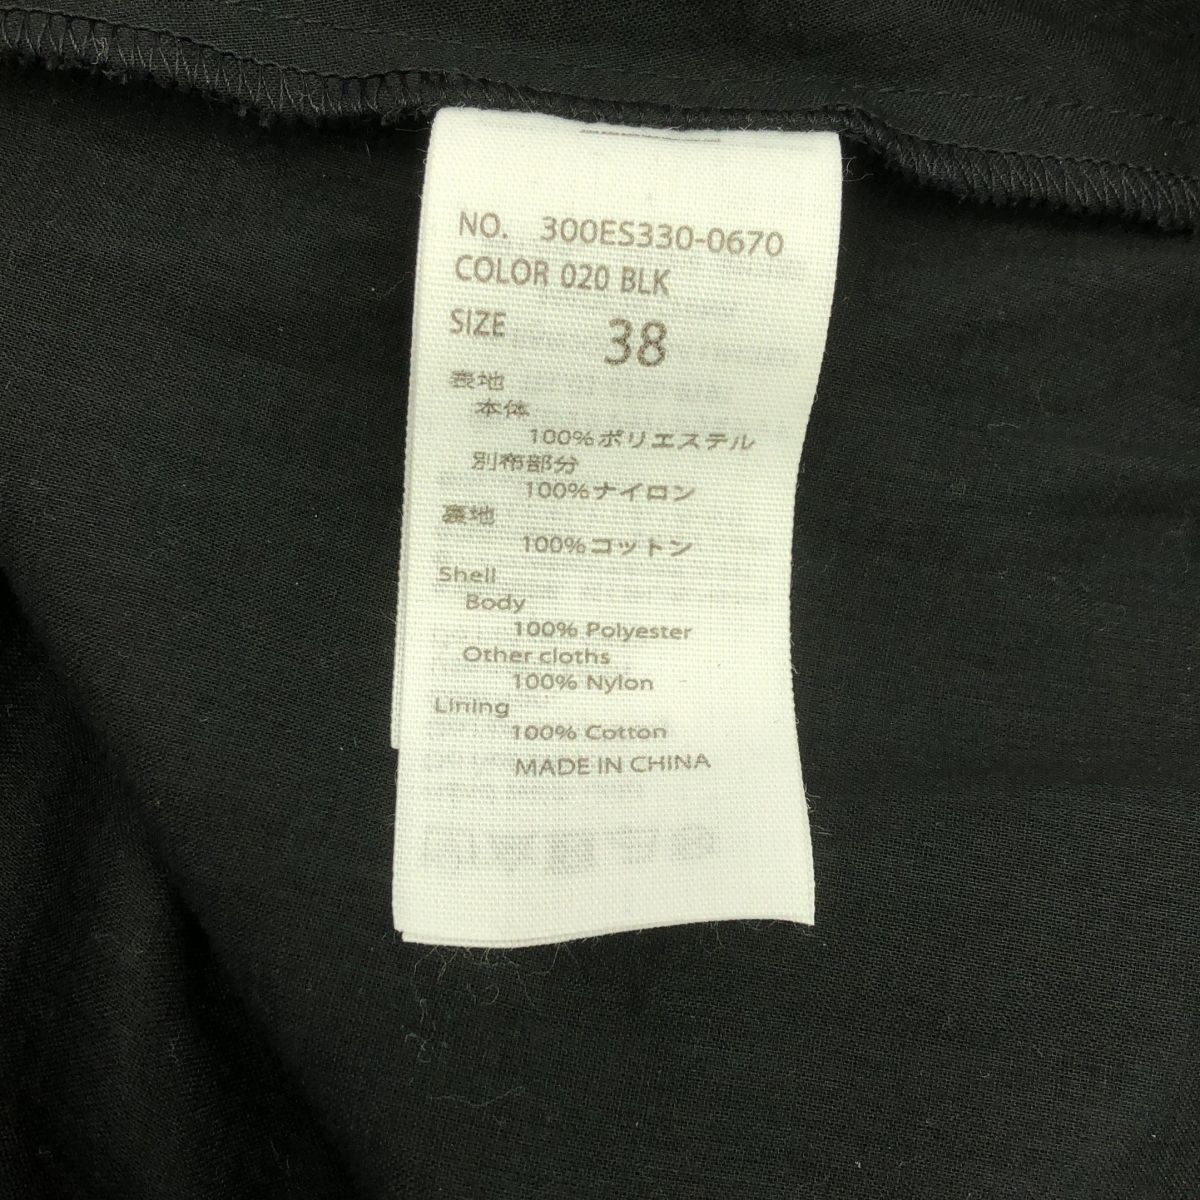 NO. 300ES330-0670
COLOR 020 BLK
SIZE 38
表地
本体
100%ポリエステル
別布部分
100%ナイロン
裏地
100%コットン
Shell
Body
100% Polyester
Other cloths
100% Nylon
Lining
100% Cotton
MADE IN CHINA